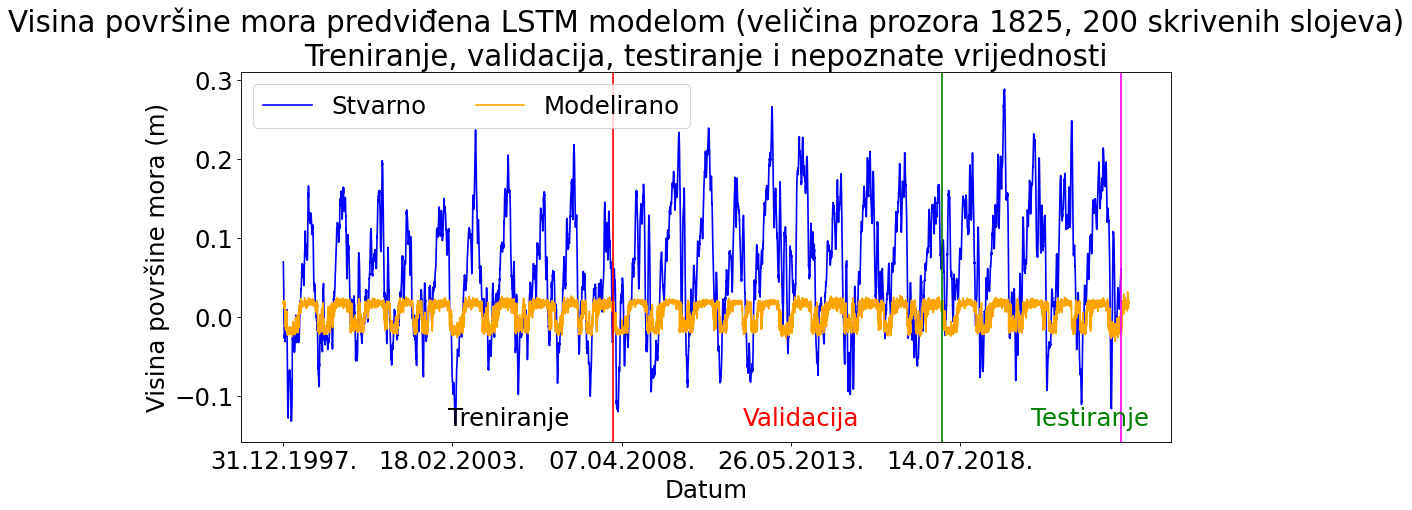 Visina površine mora predviđena LSTM modelom (veličina prozora 1825, 200 skrivenih slojeva)
Treniranje, validacija, testiranje i nepoznate vrijednosti
Stvarno Modelirano
Visina površine mora (m)
0.3
0.2
0.1
0.0
−0.1
Treniranje Validacija Testiranje
31.12.1997. 18.02.2003. 07.04.2008. 26.05.2013. 14.07.2018.
Datum